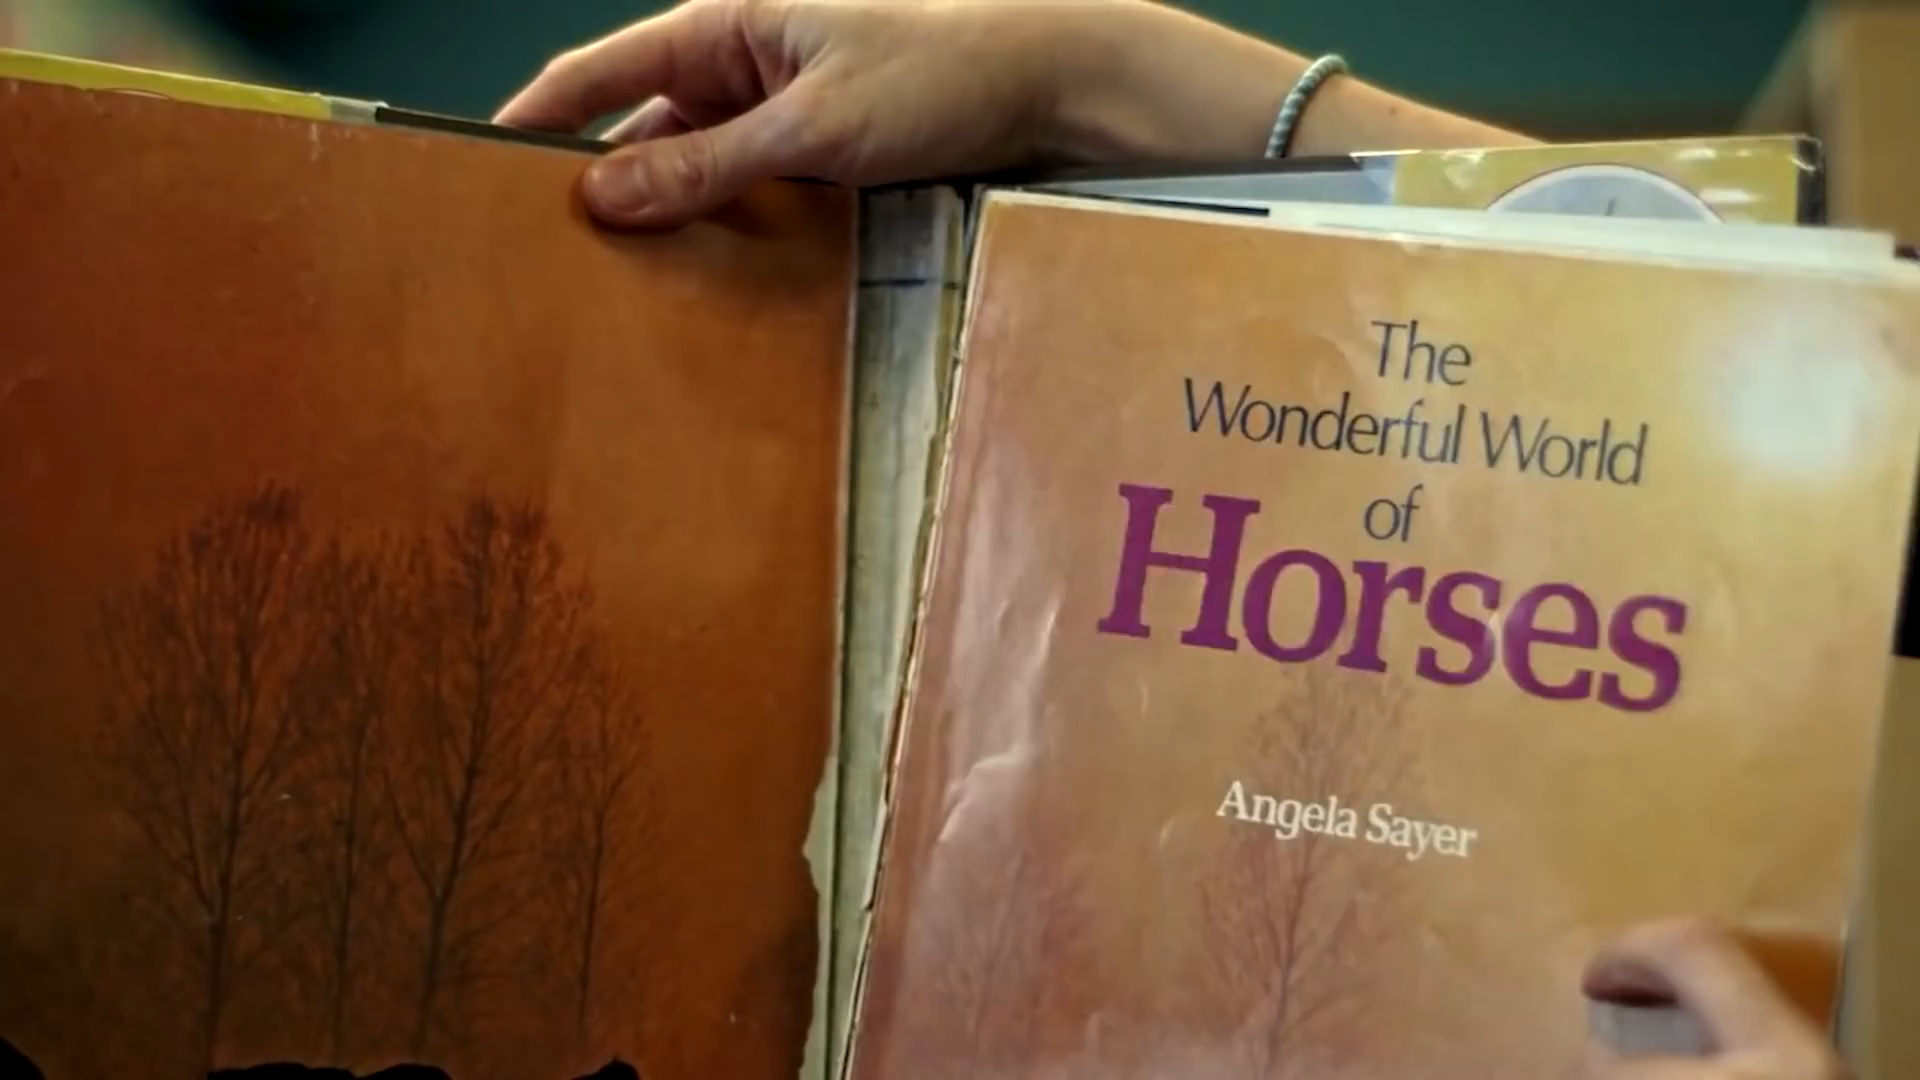 The
Wonderful World
of
Horses
Angela Sayer